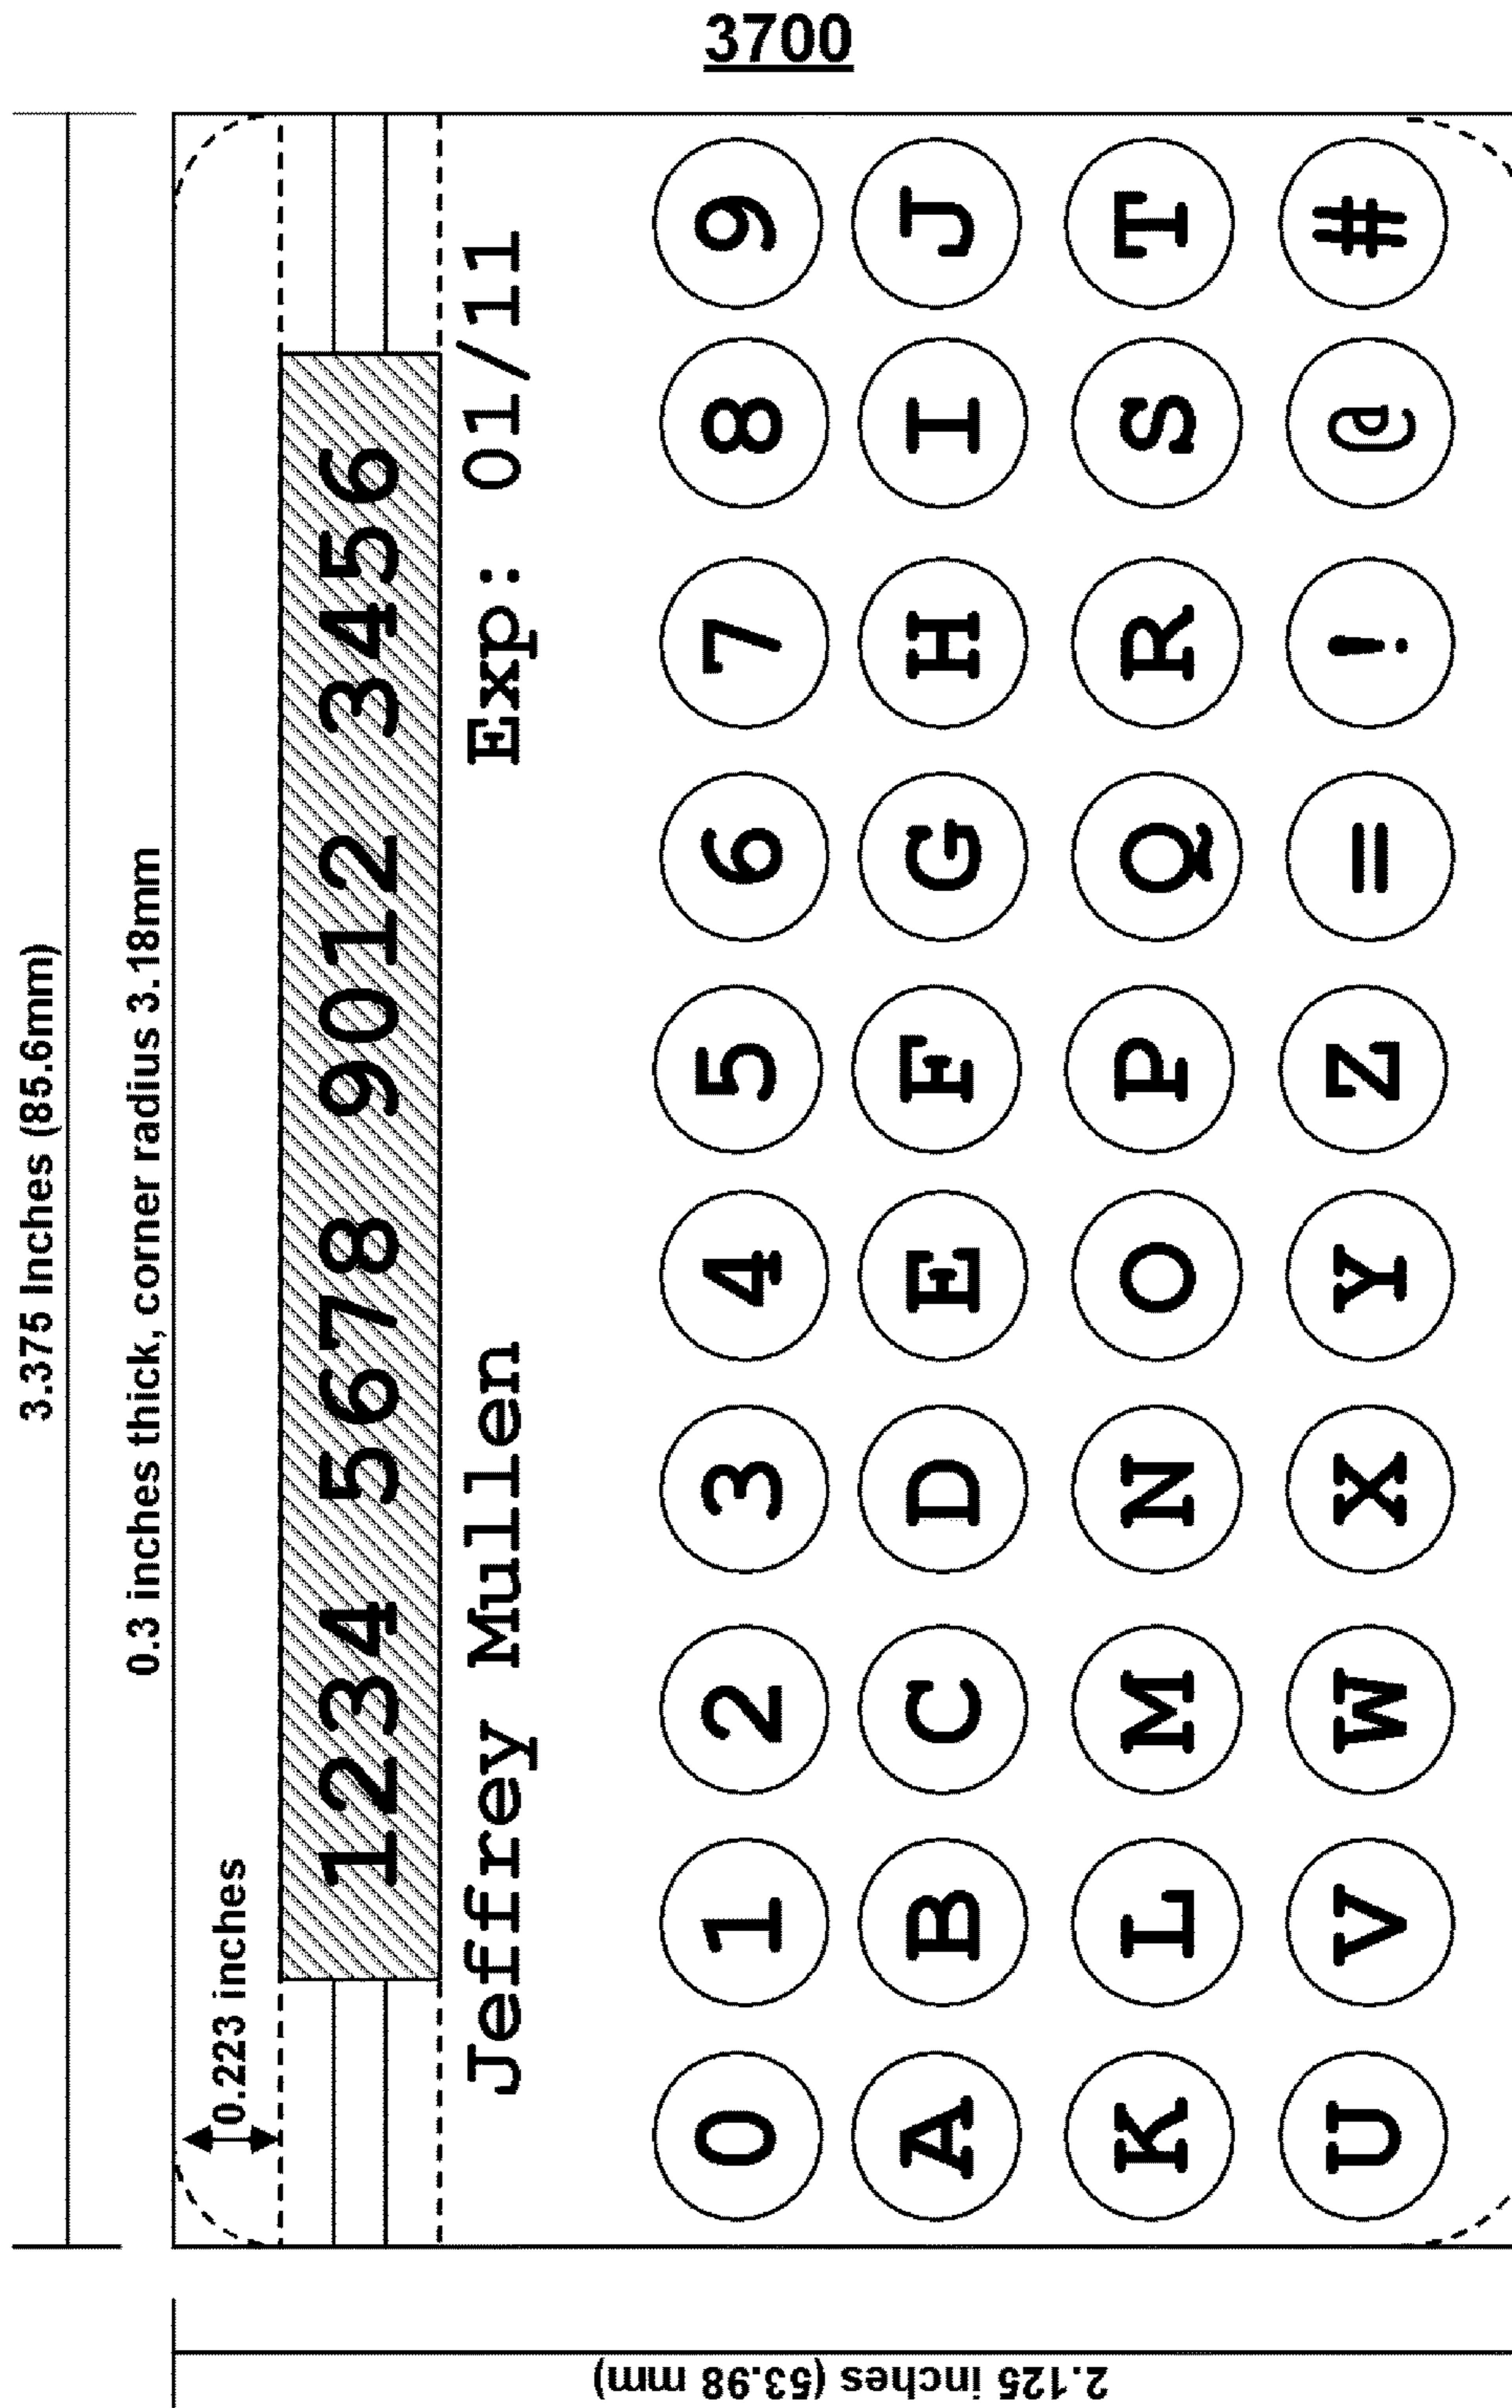 3700
3.375 Inches (85.6mm)
0.3 inches thick, corner radius 3.18mm
0.223 inches
1234 5678 9012 3456
Jeffrey Mullen Exp: 01/11
0 1 2 3 4 5 6 7 8 9
A B C D E F G H I J
K L M N O P Q R S T
U V W X Y Z = ! @ #
2.125 inches (53.98 mm)